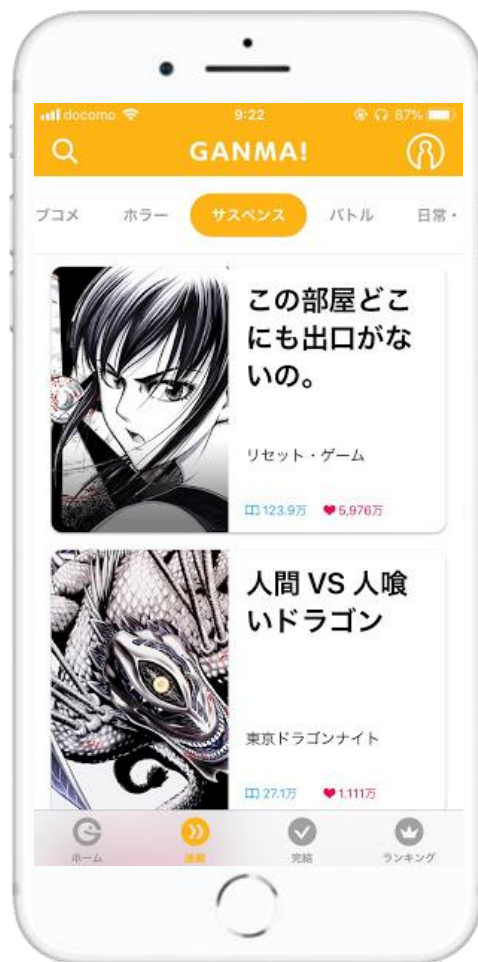 docomo 9:22 87%
GANMA!
ブコメ ホラー サスペンス バトル 日常・
この部屋どこ
にも出口がな
いの。
リセット・ゲーム
123.9万 5,976万
人間 VS 人喰
いドラゴン
東京ドラゴンナイト
27.1万 1,111万
ホーム 連載 完結 ランキング